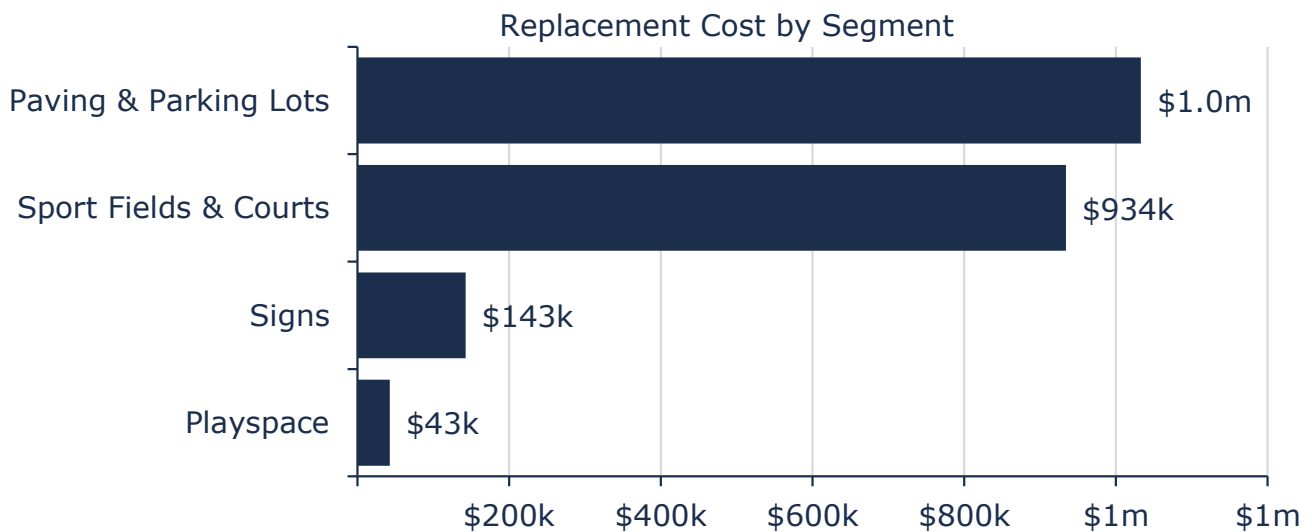 Replacement Cost by Segment
Paving & Parking Lots $1.0m
Sport Fields & Courts $934k
Signs $143k
Playspace $43k
$200k $400k $600k $800k $1m $1m